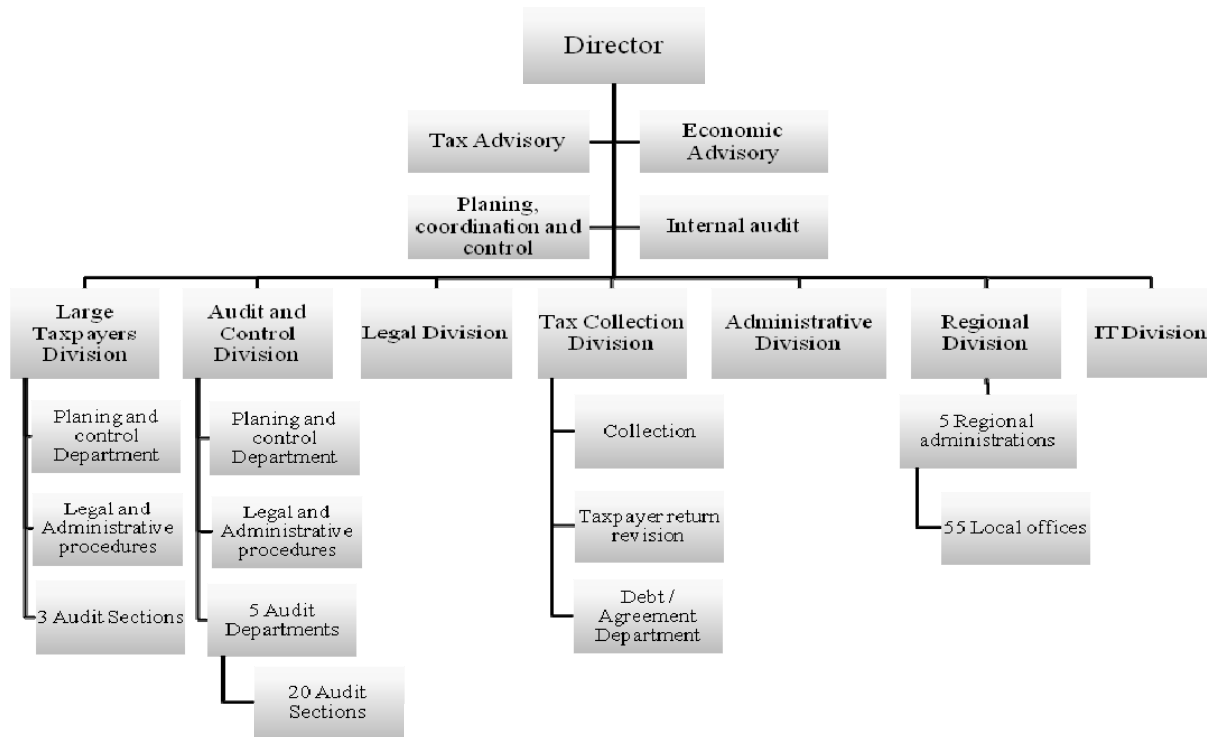 Director
Tax Advisory
Economic
Advisory
Planing,
coordination and
control
Internal audit
Large
Taxpayers
Division
Audit and
Control
Division
Legal Division
Tax Collection
Division
Administrative
Division
Regional
Division
IT Division
Planing and
control
Department
Legal and
Administrative
procedures
3 Audit Sections
Planing and
control
Department
Legal and
Administrative
procedures
5 Audit
Departments
20 Audit
Sections
Collection
Taxpayer return
revision
Debt /
Agreement
Department
5 Regional
administrations
55 Local offices